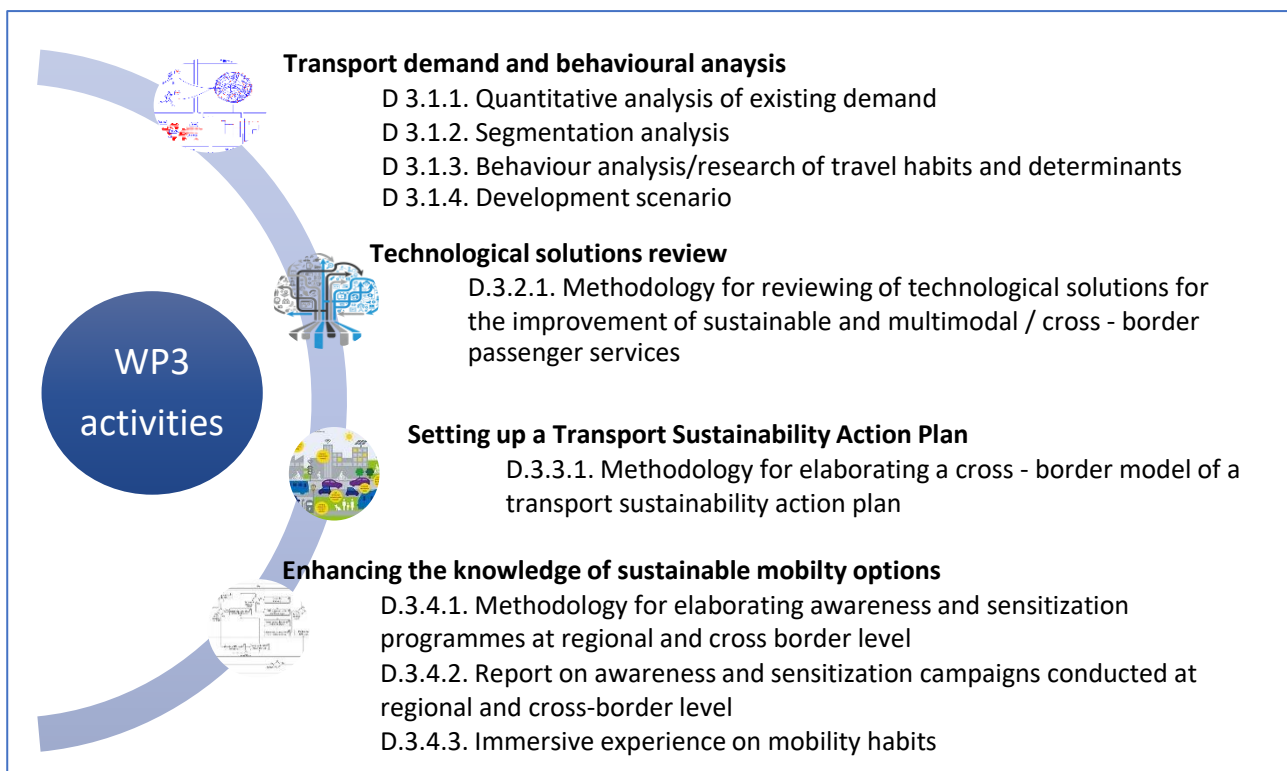 Transport demand and behavioural anaysis
D 3.1.1. Quantitative analysis of existing demand
D 3.1.2. Segmentation analysis
D 3.1.3. Behaviour analysis/research of travel habits and determinants
D 3.1.4. Development scenario
Technological solutions review
D.3.2.1. Methodology for reviewing of technological solutions for
the improvement of sustainable and multimodal / cross - border
passenger services
WP3
activities
Setting up a Transport Sustainability Action Plan
D.3.3.1. Methodology for elaborating a cross - border model of a
transport sustainability action plan
Enhancing the knowledge of sustainable mobilty options
D.3.4.1. Methodology for elaborating awareness and sensitization
programmes at regional and cross border level
D.3.4.2. Report on awareness and sensitization campaigns conducted at
regional and cross-border level
D.3.4.3. Immersive experience on mobility habits